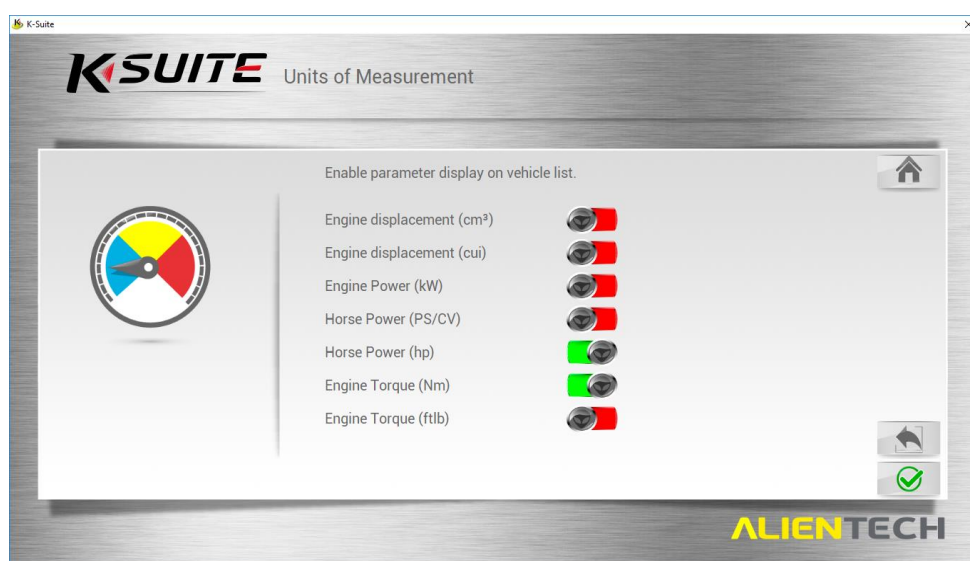 K-Suite
KSUITE Units of Measurement
Enable parameter display on vehicle list.
Engine displacement (cm³)
Engine displacement (cui)
Engine Power (kW)
Horse Power (PS/CV)
Horse Power (hp)
Engine Torque (Nm)
Engine Torque (ftlb)
ALIENTECH